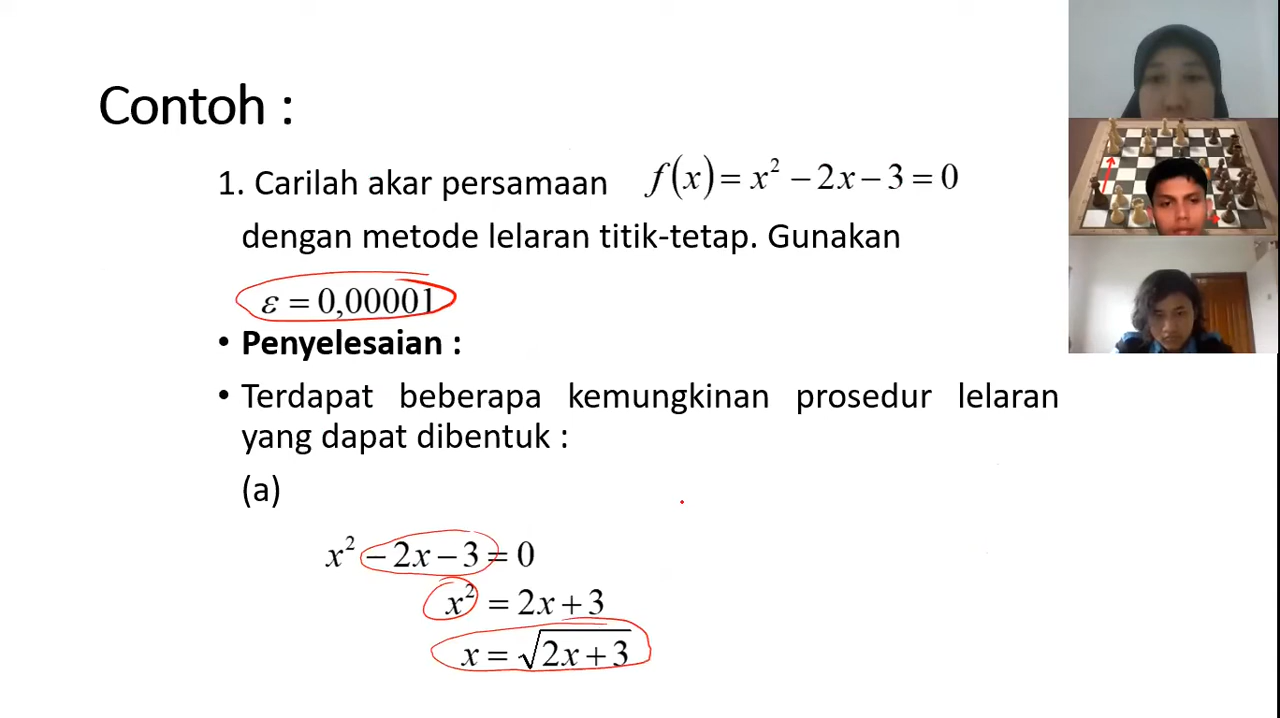 Contoh :
1. Carilah akar persamaan f(x) = x² − 2x − 3 = 0
dengan metode lelaran titik-tetap. Gunakan
ε = 0,00001
• Penyelesaian :
• Terdapat beberapa kemungkinan prosedur lelaran
yang dapat dibentuk :
(a)
x² − 2x − 3 = 0
x² = 2x + 3
x = √(2x + 3)